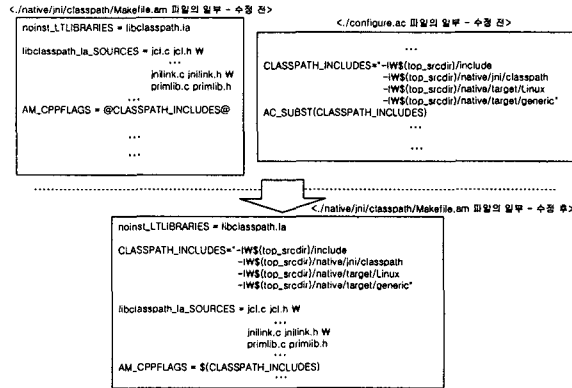 <./native/jni/classpath/Makefile.am 파일의 일부 - 수정 전>
noinst_LTLIBRARIES = libclasspath.la
libclasspath_la_SOURCES = jcl.c jcl.h ₩
...
jnilink.c jnilink.h ₩
primlib.c primlib.h
...
AM_CPPFLAGS = @CLASSPATH_INCLUDES@
...
...
<./configure.ac 파일의 일부 - 수정 전>
...
CLASSPATH_INCLUDES="-I₩$(top_srcdir)/include
-I₩$(top_srcdir)/native/jni/classpath
-I₩$(top_srcdir)/native/target/Linux
-I₩$(top_srcdir)/native/target/generic"
AC_SUBST(CLASSPATH_INCLUDES)
...
...
<./native/jni/classpath/Makefile.am 파일의 일부 - 수정 후>
noinst_LTLIBRARIES = libclasspath.la
CLASSPATH_INCLUDES="-I₩$(top_srcdir)/include
-I₩$(top_srcdir)/native/jni/classpath
-I₩$(top_srcdir)/native/target/Linux
-I₩$(top_srcdir)/native/target/generic"
libclasspath_la_SOURCES = jcl.c jcl.h ₩
...
jnilink.c jnilink.h ₩
primlib.c primlib.h
...
AM_CPPFLAGS = $(CLASSPATH_INCLUDES)
...